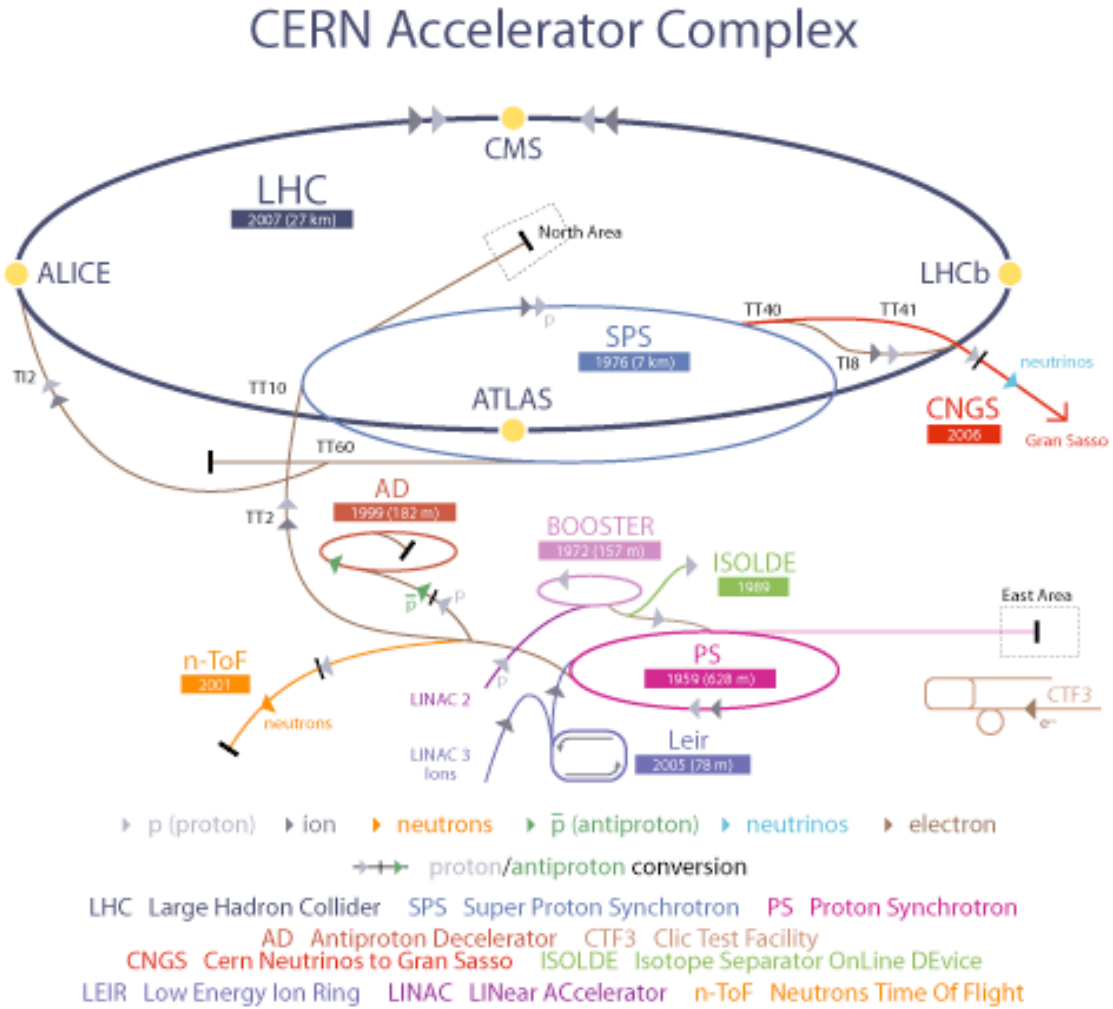 CERN Accelerator Complex
CMS
LHC
2007 (27 km)
North Area
ALICE
LHCb
TT40
TT41
p
SPS
1976 (7 km)
TI8
neutrinos
TI2
TT10
ATLAS
CNGS
2006
Gran Sasso
TT60
AD
1999 (182 m)
TT2
BOOSTER
1972 (157 m)
ISOLDE
1989
p̅
p
East Area
n-ToF
2001
PS
1959 (628 m)
p
LINAC 2
neutrons
CTF3
e⁻
LINAC 3
Ions
Leir
2005 (78 m)
p (proton) ion neutrons p̅ (antiproton) neutrinos electron
proton/antiproton conversion
LHC Large Hadron Collider SPS Super Proton Synchrotron PS Proton Synchrotron
AD Antiproton Decelerator CTF3 Clic Test Facility
CNGS Cern Neutrinos to Gran Sasso ISOLDE Isotope Separator OnLine DEvice
LEIR Low Energy Ion Ring LINAC LINear ACcelerator n-ToF Neutrons Time Of Flight